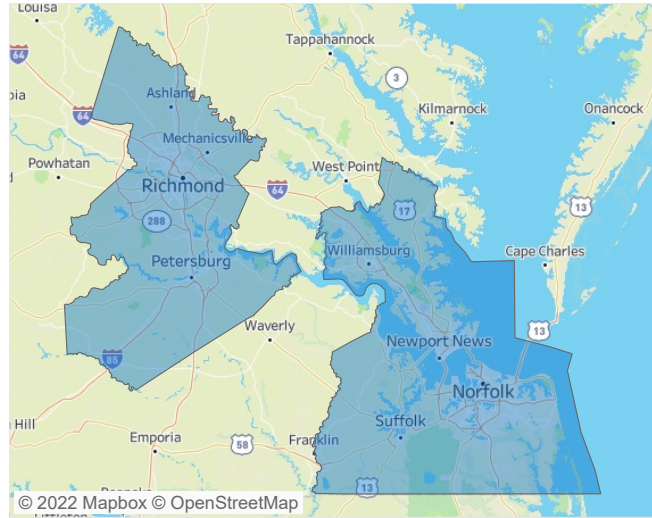 Louisa
Tappahannock
Ashland
64
3
Kilmarnock
Onancock
Mechanicsville
Powhatan
West Point
64
Richmond
17
13
288
Williamsburg
Cape Charles
Petersburg
Waverly
13
Newport News
85
Norfolk
Suffolk
Hill
Emporia
58
Franklin
13
© 2022 Mapbox © OpenStreetMap